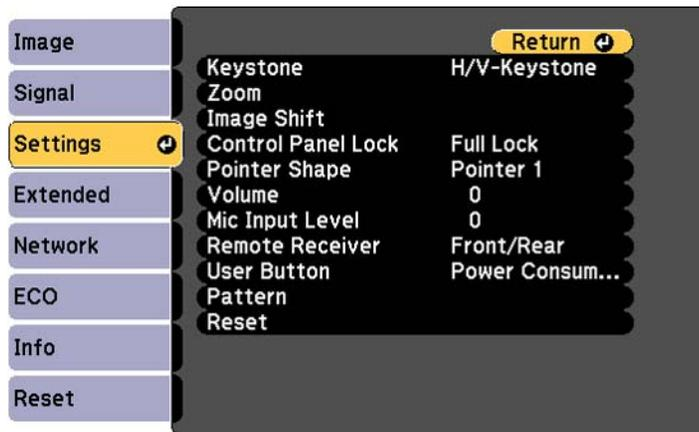 Image
Signal
Settings
Extended
Network
ECO
Info
Reset
Return
Keystone H/V-Keystone
Zoom
Image Shift
Control Panel Lock Full Lock
Pointer Shape Pointer 1
Volume 0
Mic Input Level 0
Remote Receiver Front/Rear
User Button Power Consum...
Pattern
Reset